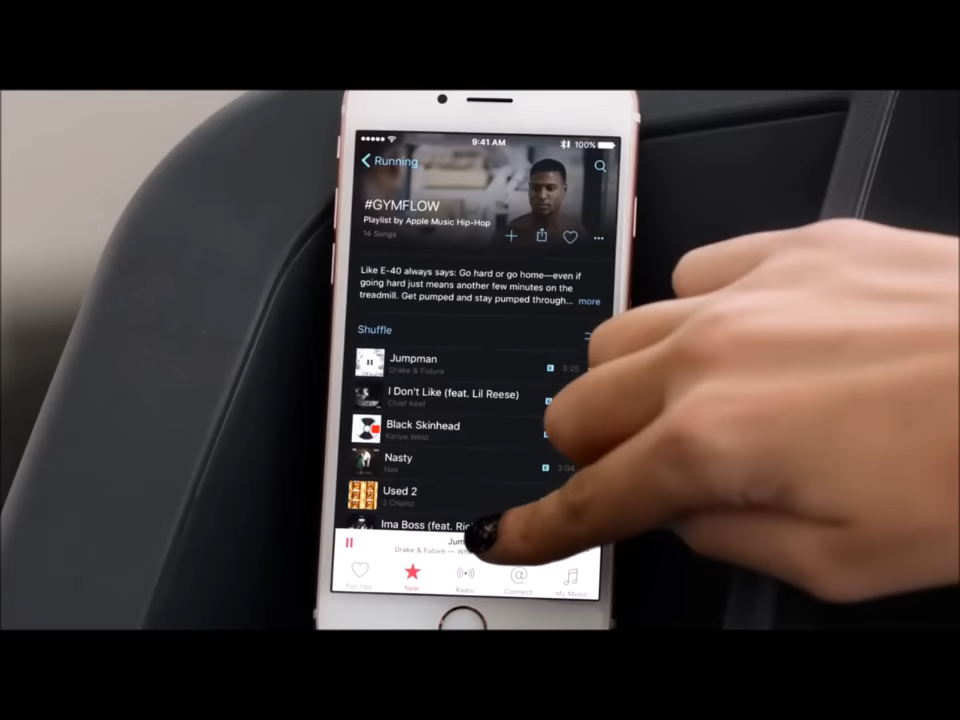 9:41 AM
100%
Running
#GYMFLOW
Playlist by Apple Music Hip-Hop
14 Songs
Like E-40 always says: Go hard or go home—even if
going hard just means another few minutes on the
treadmill. Get pumped and stay pumped through... more
Shuffle
Jumpman
Drake & Future
E 3:25
I Don't Like (feat. Lil Reese)
Chief Keef
Black Skinhead
Kanye West
Nasty
Nas
E 3:04
Used 2
2 Chainz
Ima Boss (feat.
Drake & Future —
For You
New
Radio
Connect
My Music